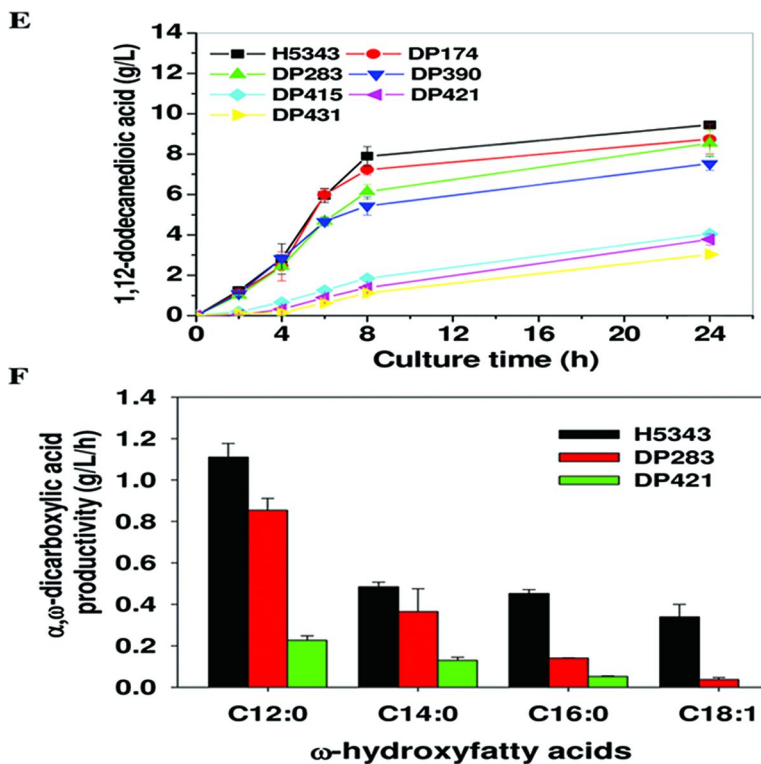 E
1,12-dodecanedioic acid (g/L)
14
12
10
8
6
4
2
0
H5343
DP174
DP283
DP390
DP415
DP421
DP431
0 4 8 12 16 20 24
Culture time (h)
F
α,ω-dicarboxylic acid
productivity (g/L/h)
1.4
1.2
1.0
0.8
0.6
0.4
0.2
0.0
H5343
DP283
DP421
C12:0 C14:0 C16:0 C18:1
ω-hydroxyfatty acids